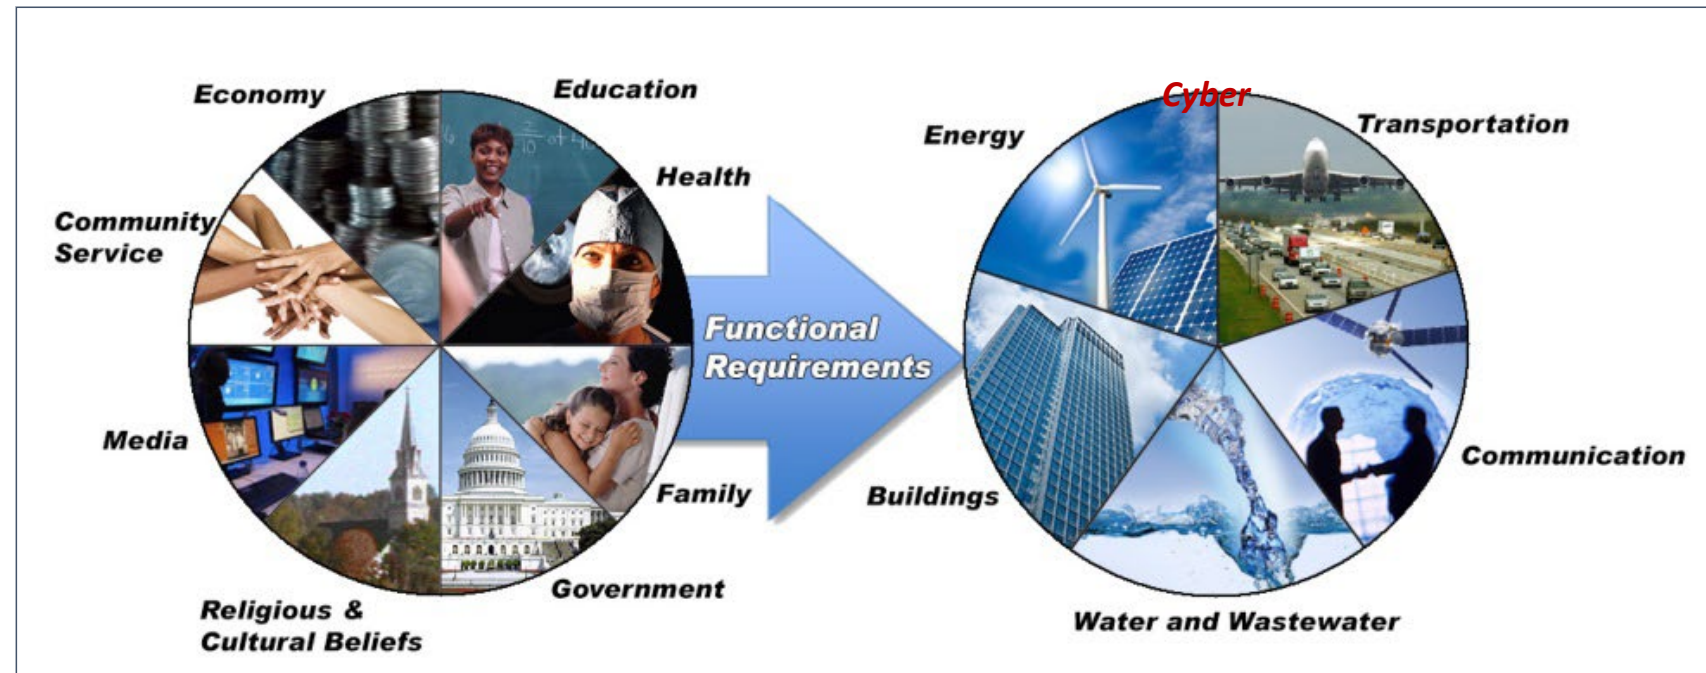 Economy
Education
Health
Community
Service
Media
Religious &
Cultural Beliefs
Government
Family
Functional
Requirements
Cyber
Energy
Transportation
Buildings
Communication
Water and Wastewater